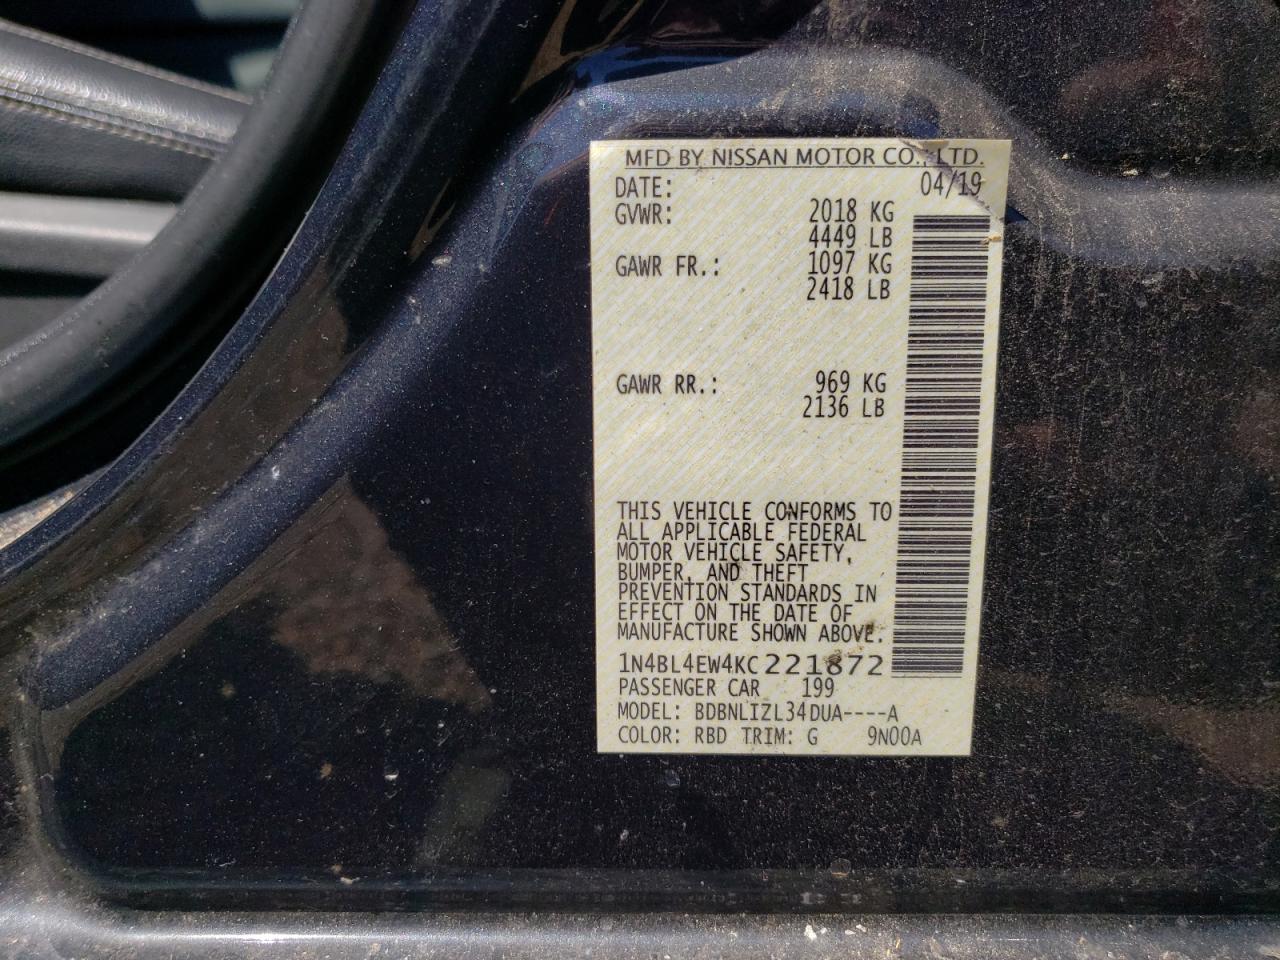 MFD BY NISSAN MOTOR CO., LTD.
DATE: 04/19
GVWR: 2018 KG
4449 LB
GAWR FR.: 1097 KG
2418 LB
GAWR RR.: 969 KG
2136 LB
THIS VEHICLE CONFORMS TO
ALL APPLICABLE FEDERAL
MOTOR VEHICLE SAFETY,
BUMPER, AND THEFT
PREVENTION STANDARDS IN
EFFECT ON THE DATE OF
MANUFACTURE SHOWN ABOVE.
1N4BL4EW4KC221872
PASSENGER CAR 199
MODEL: BDBNLIZL34DUA----A
COLOR: RBD TRIM: G 9N00A